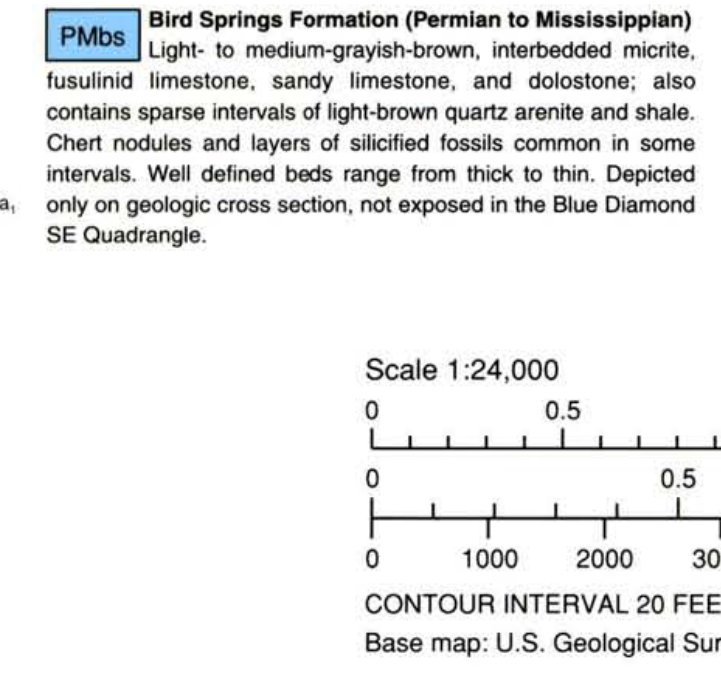 PMbs Bird Springs Formation (Permian to Mississippian)
Light- to medium-grayish-brown, interbedded micrite,
fusulinid limestone, sandy limestone, and dolostone; also
contains sparse intervals of light-brown quartz arenite and shale.
Chert nodules and layers of silicified fossils common in some
intervals. Well defined beds range from thick to thin. Depicted
a₁ only on geologic cross section, not exposed in the Blue Diamond
SE Quadrangle.
Scale 1:24,000
0 0.5
0 0.5
0 1000 2000 30
CONTOUR INTERVAL 20 FEE
Base map: U.S. Geological Sur